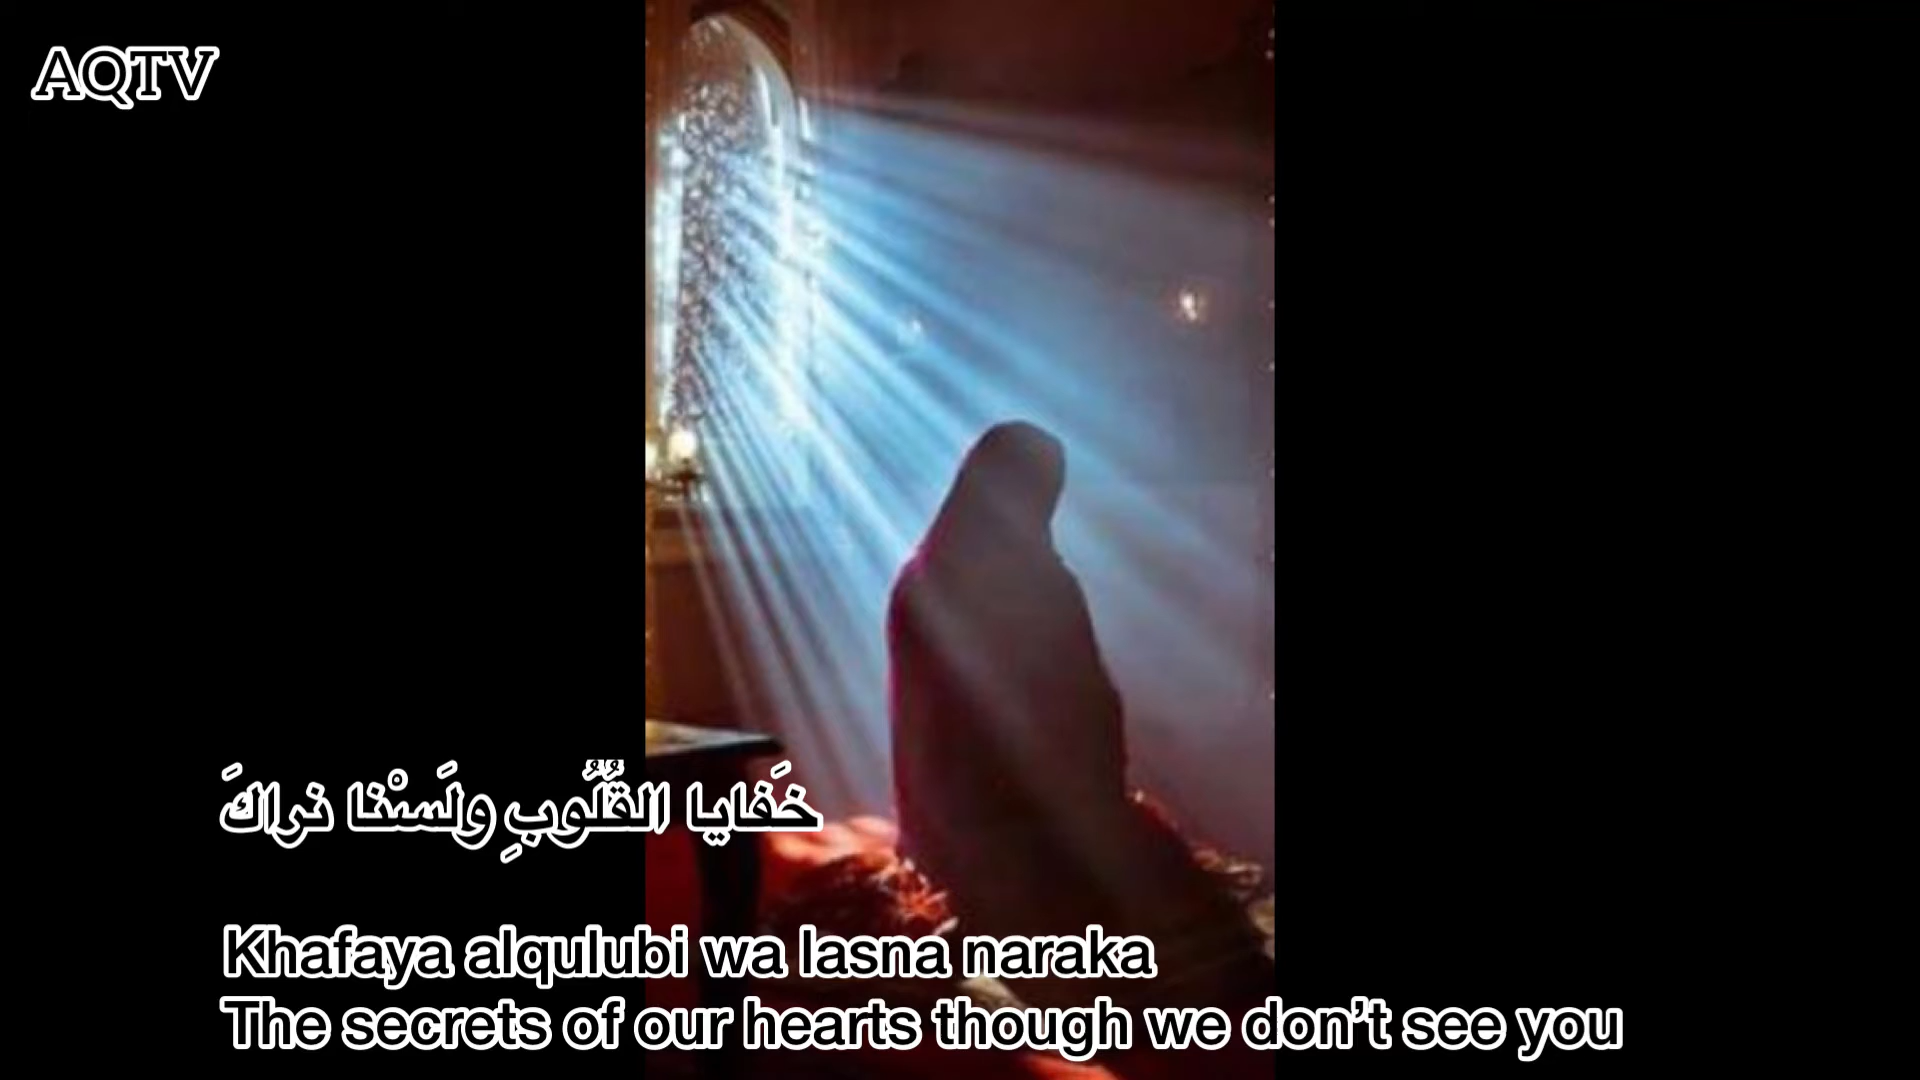 AQTV
خَفايا القُلُوبِ ولَسْنا نراكَ
Khafaya alqulubi wa lasna naraka
The secrets of our hearts though we don't see you